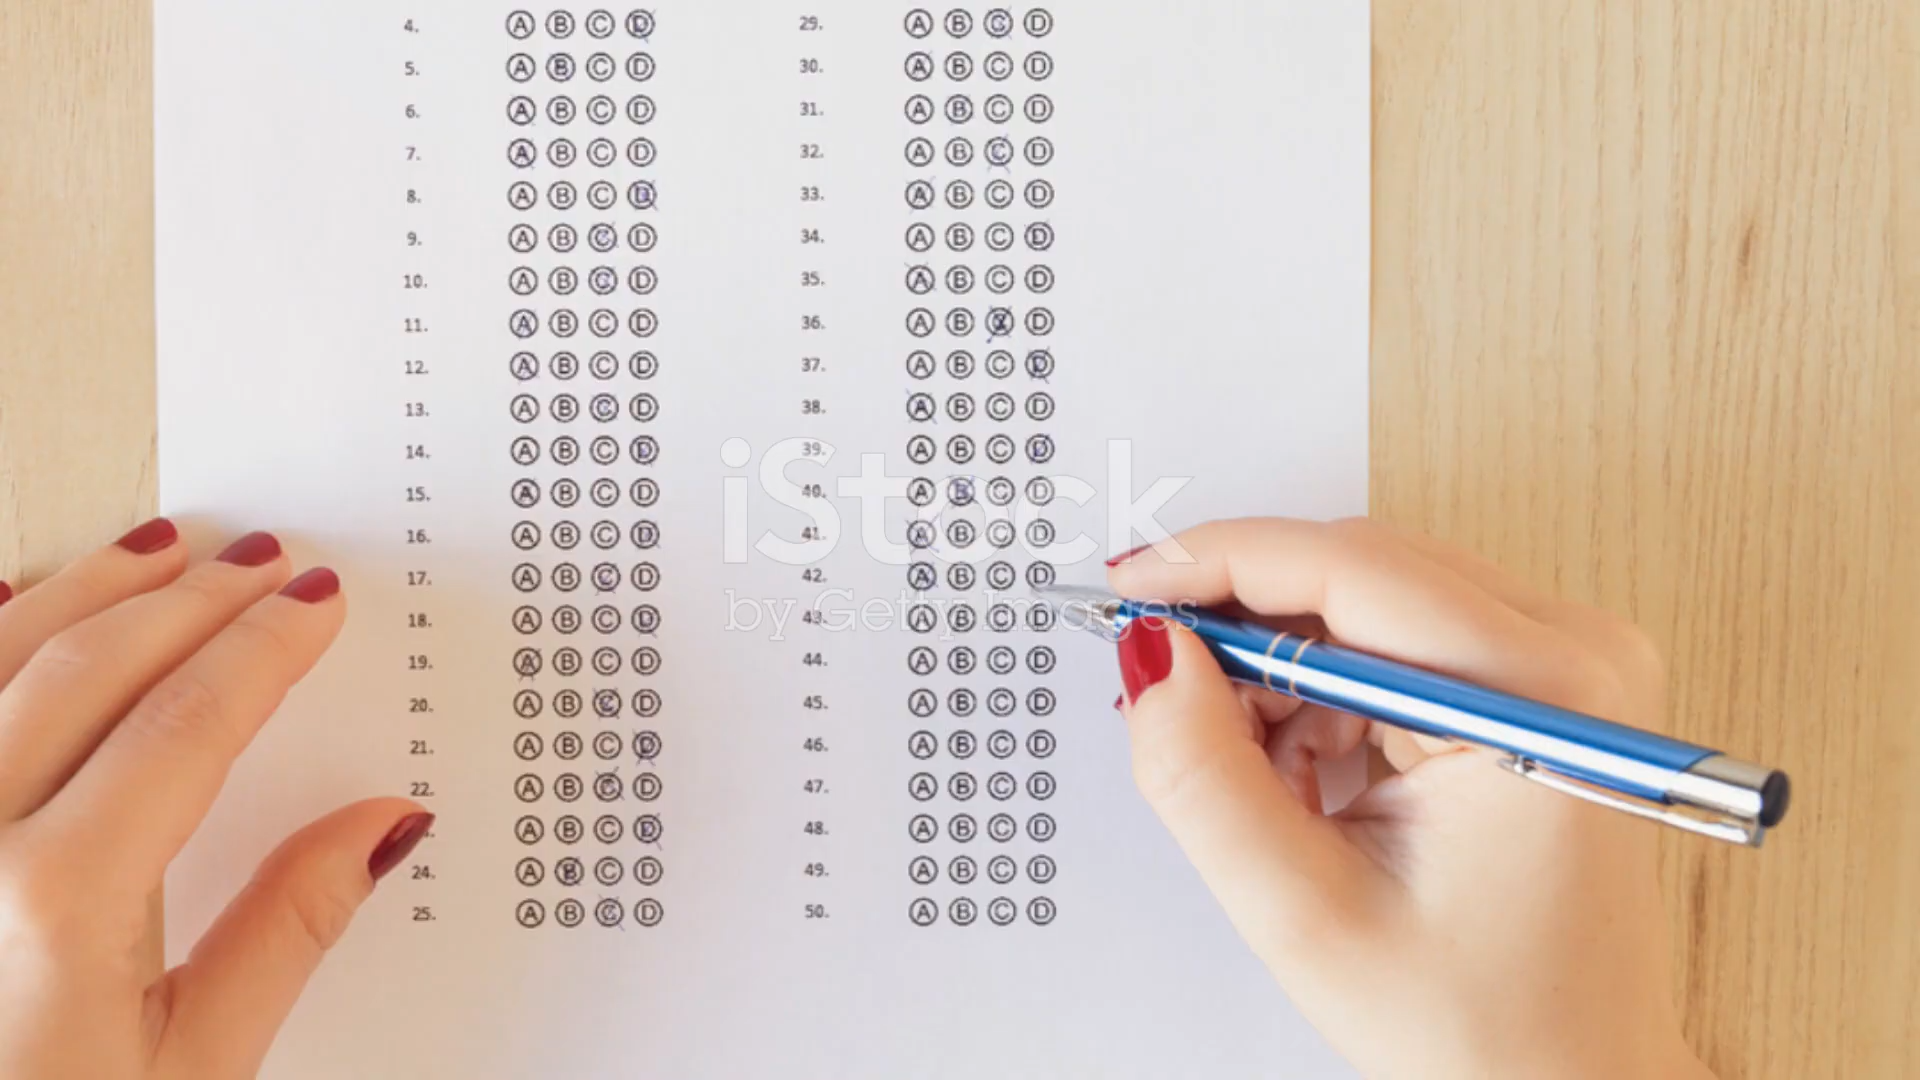 4. A B C D 29. A B C D
5. A B C D 30. A B C D
6. A B C D 31. A B C D
7. A B C D 32. A B C D
8. A B C D 33. A B C D
9. A B C D 34. A B C D
10. A B C D 35. A B C D
11. A B C D 36. A B C D
12. A B C D 37. A B C D
13. A B C D 38. A B C D
14. A B C D 39. A B C D
15. A B C D 40. A B C D
16. A B C D 41. A B C D
17. A B C D 42. A B C D
18. A B C D 43. A B C D
19. A B C D 44. A B C D
20. A B C D 45. A B C D
21. A B C D 46. A B C D
22. A B C D 47. A B C D
A B C D 48. A B C D
24. A B C D 49. A B C D
25. A B C D 50. A B C D
iStock
by Getty Images